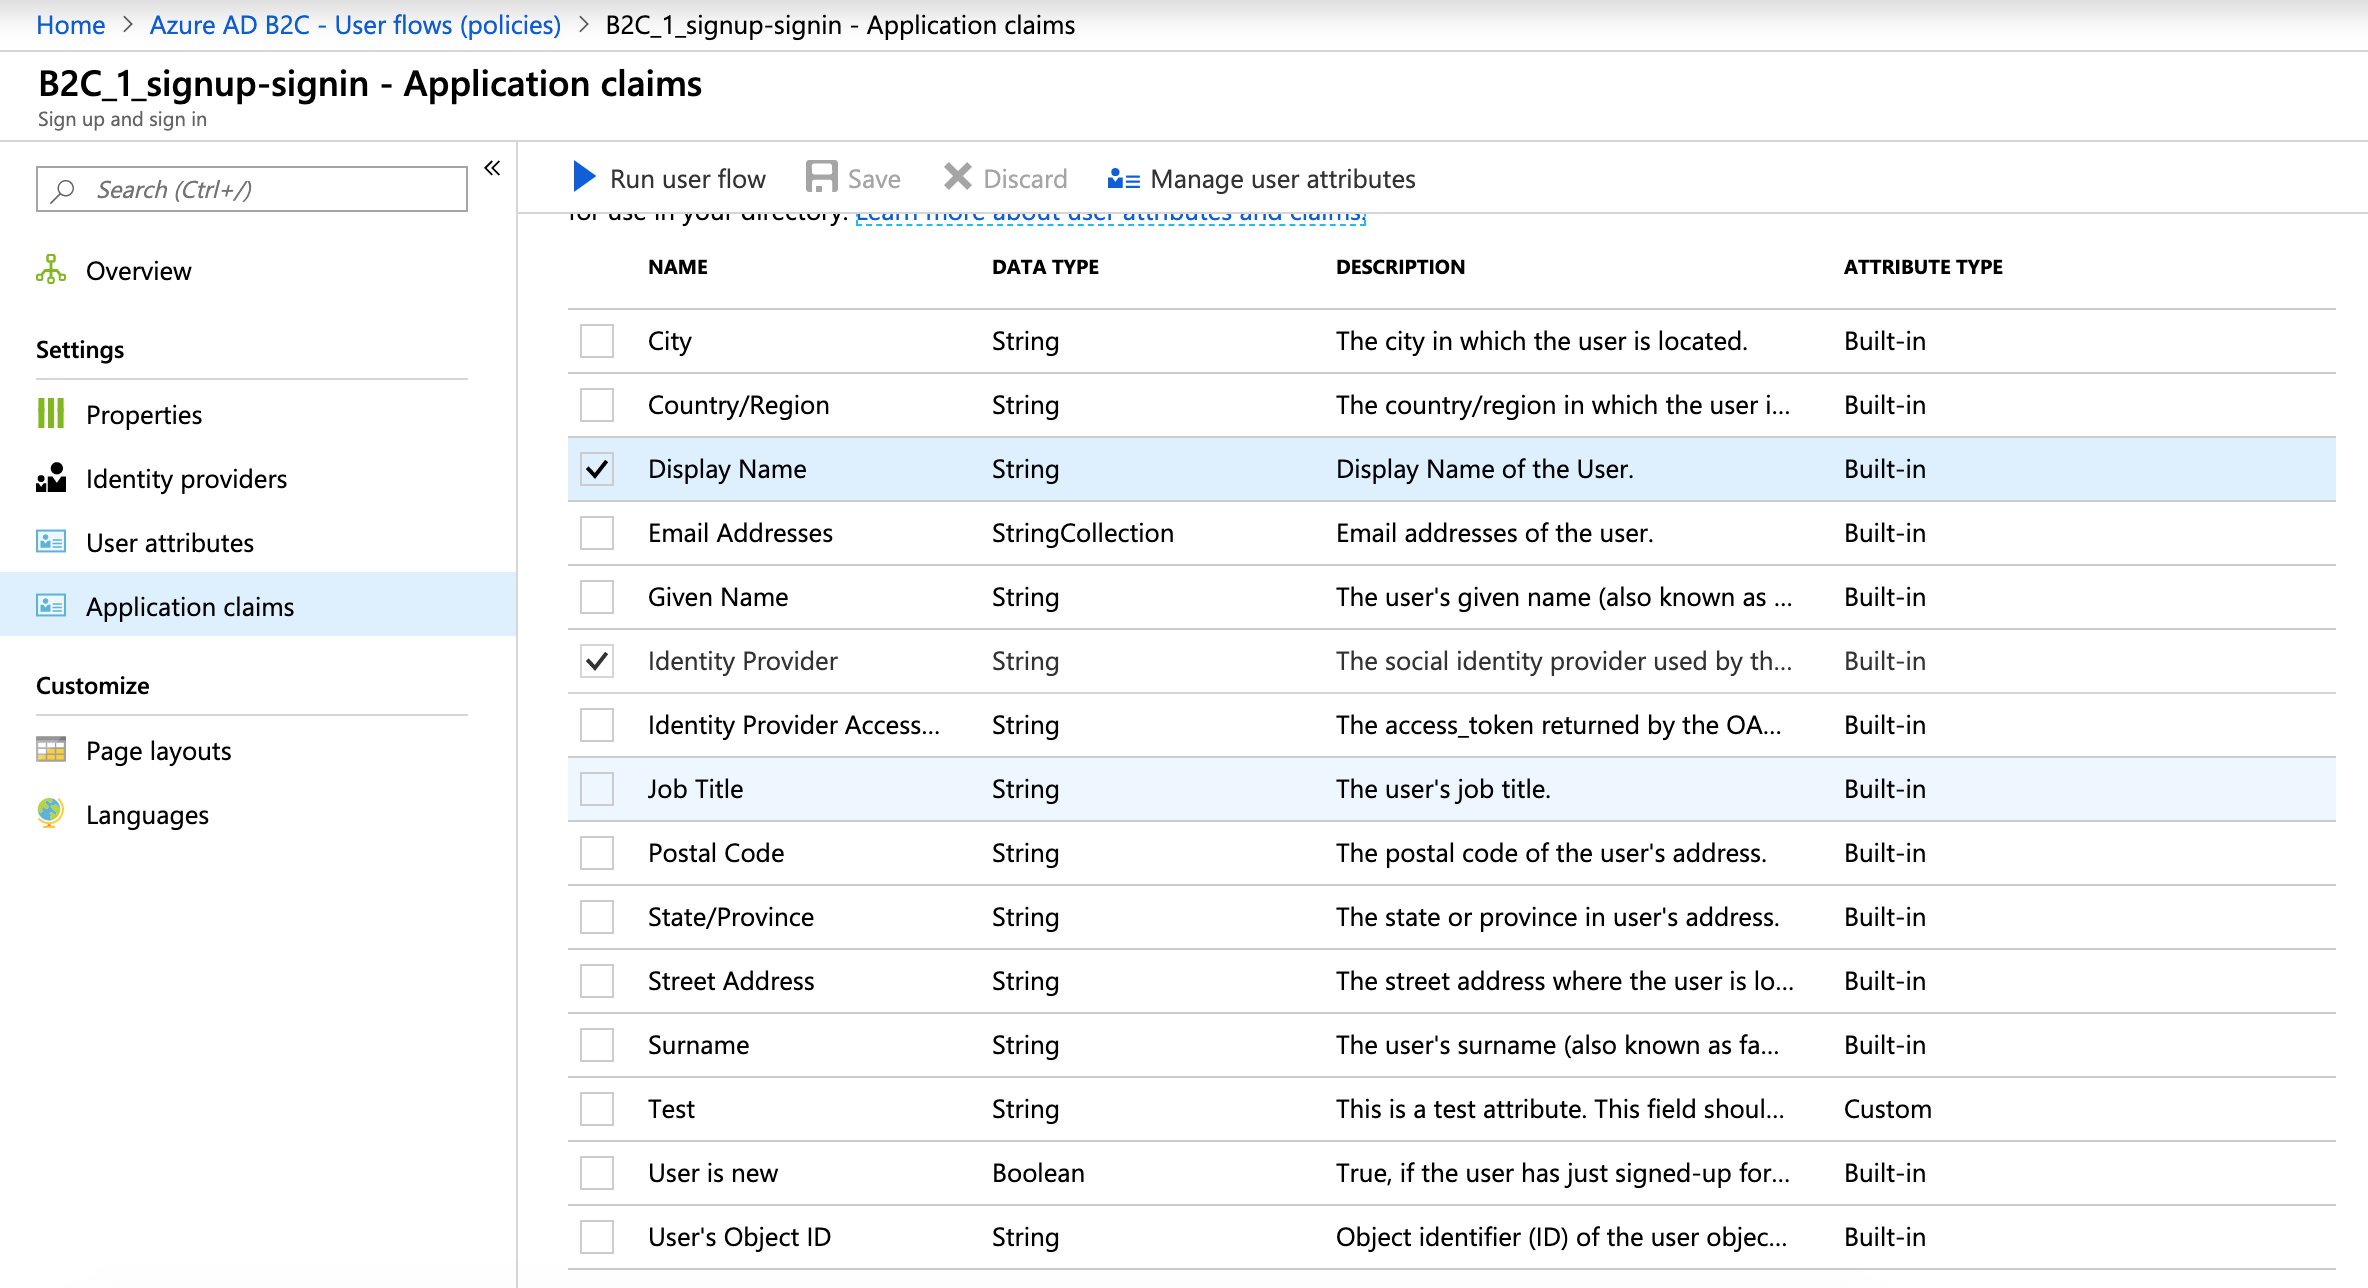 Home > Azure AD B2C - User flows (policies) > B2C_1_signup-signin - Application claims
B2C_1_signup-signin - Application claims
Sign up and sign in
Search (Ctrl+/)
«
Overview
Settings
Properties
Identity providers
User attributes
Application claims
Customize
Page layouts
Languages
Run user flow Save Discard Manage user attributes
for use in your directory. Learn more about user attributes and claims.
NAME DATA TYPE DESCRIPTION ATTRIBUTE TYPE
City String The city in which the user is located. Built-in
Country/Region String The country/region in which the user i... Built-in
Display Name String Display Name of the User. Built-in
Email Addresses StringCollection Email addresses of the user. Built-in
Given Name String The user's given name (also known as ... Built-in
Identity Provider String The social identity provider used by th... Built-in
Identity Provider Access... String The access_token returned by the OA... Built-in
Job Title String The user's job title. Built-in
Postal Code String The postal code of the user's address. Built-in
State/Province String The state or province in user's address. Built-in
Street Address String The street address where the user is lo... Built-in
Surname String The user's surname (also known as fa... Built-in
Test String This is a test attribute. This field shoul... Custom
User is new Boolean True, if the user has just signed-up for... Built-in
User's Object ID String Object identifier (ID) of the user objec... Built-in